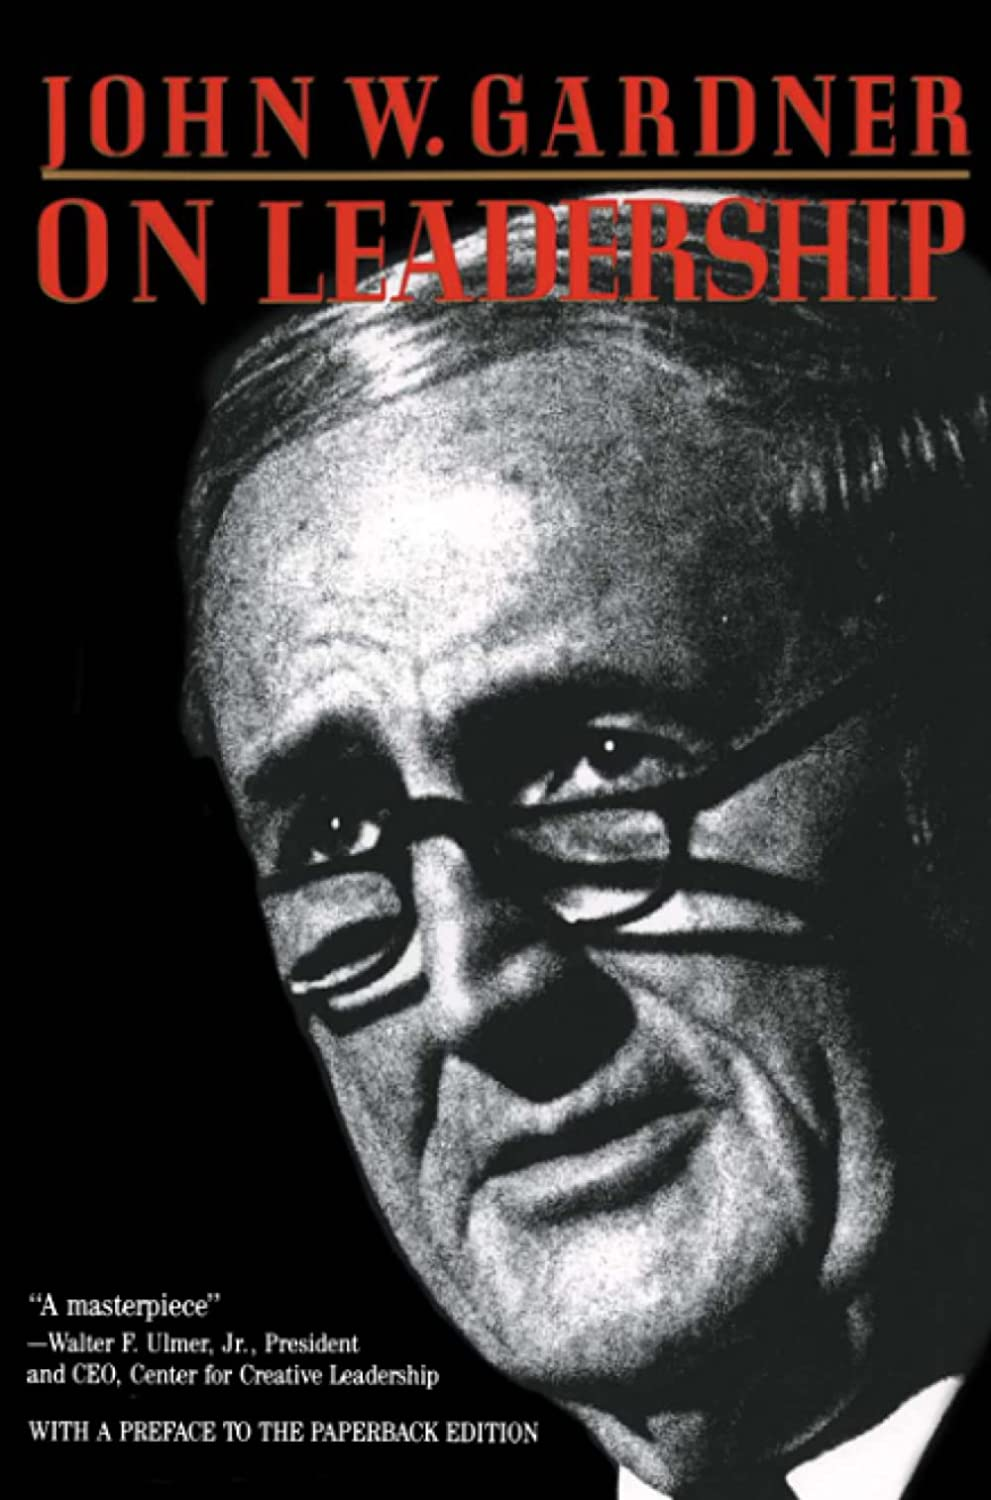 JOHN W. GARDNER
ON LEADERSHIP
“A masterpiece”
—Walter F. Ulmer, Jr., President
and CEO, Center for Creative Leadership
WITH A PREFACE TO THE PAPERBACK EDITION